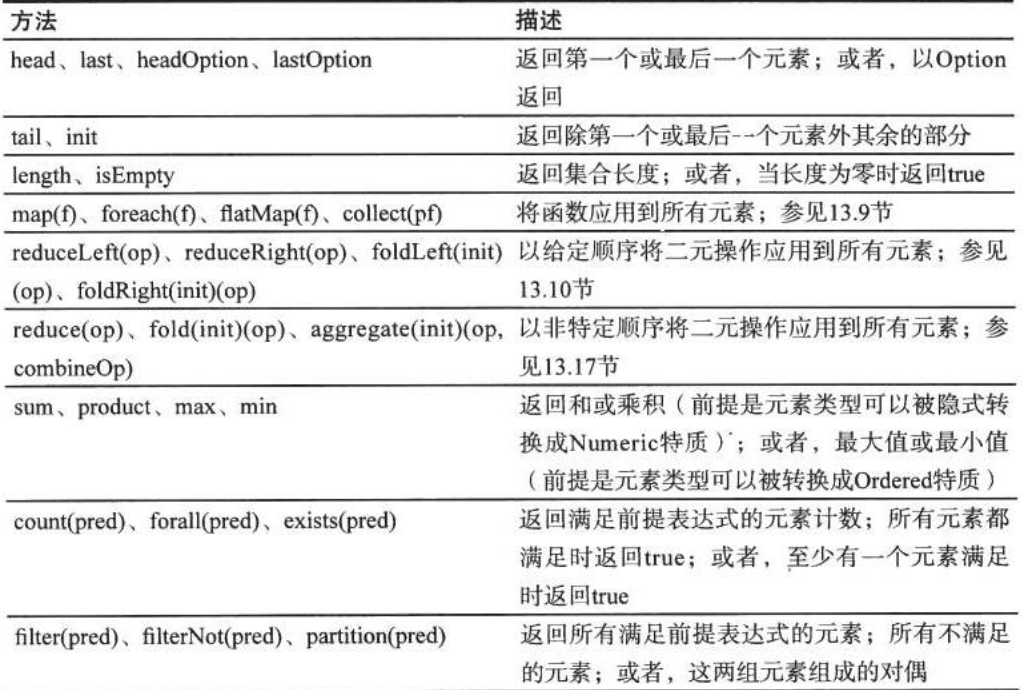 方法 描述
head、last、headOption、lastOption 返回第一个或最后一个元素；或者，以Option
返回
tail、init 返回除第一个或最后一个元素外其余的部分
length、isEmpty 返回集合长度；或者，当长度为零时返回true
map(f)、foreach(f)、flatMap(f)、collect(pf) 将函数应用到所有元素；参见13.9节
reduceLeft(op)、reduceRight(op)、foldLeft(init) 以给定顺序将二元操作应用到所有元素；参见
(op)、foldRight(init)(op) 13.10节
reduce(op)、fold(init)(op)、aggregate(init)(op, 以非特定顺序将二元操作应用到所有元素；参
combineOp) 见13.17节
sum、product、max、min 返回和或乘积（前提是元素类型可以被隐式转
换成Numeric特质）；或者，最大值或最小值
（前提是元素类型可以被转换成Ordered特质）
count(pred)、forall(pred)、exists(pred) 返回满足前提表达式的元素计数；所有元素都
满足时返回true；或者，至少有一个元素满足
时返回true
filter(pred)、filterNot(pred)、partition(pred) 返回所有满足前提表达式的元素；所有不满足
的元素；或者，这两组元素组成的对偶